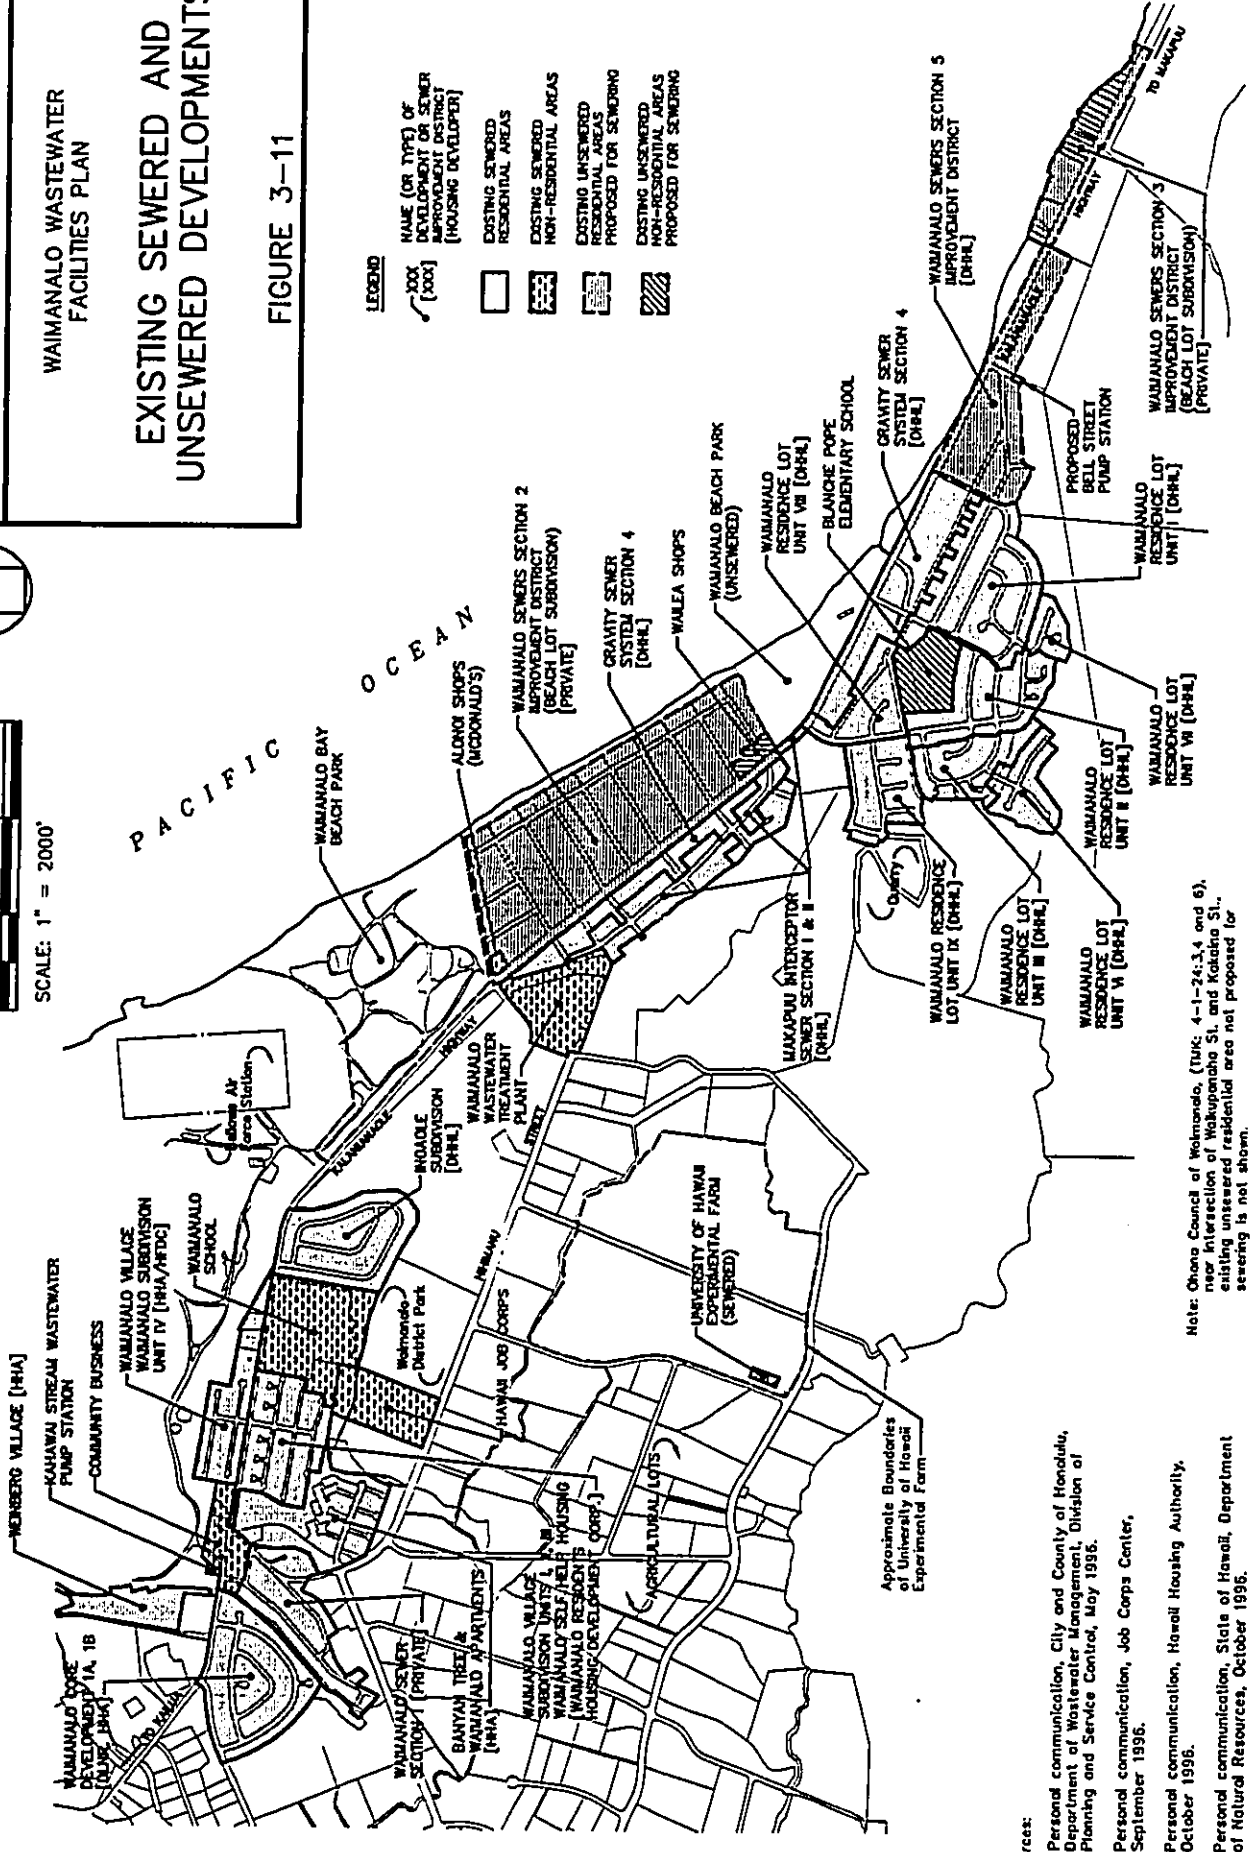 WAIMANALO WASTEWATER
FACILITIES PLAN
EXISTING SEWERED AND
UNSEWERED DEVELOPMENTS
FIGURE 3-11
SCALE: 1" = 2000'
LEGEND
XXX
[XXX]
NAME (OR TYPE) OF
DEVELOPMENT OR SEWER
IMPROVEMENT DISTRICT
[HOUSING DEVELOPER]
EXISTING SEWERED
RESIDENTIAL AREAS
EXISTING SEWERED
NON-RESIDENTIAL AREAS
EXISTING UNSEWERED
RESIDENTIAL AREAS
PROPOSED FOR SEWERING
EXISTING UNSEWERED
NON-RESIDENTIAL AREAS
PROPOSED FOR SEWERING
PACIFIC OCEAN
WEINBERG VILLAGE [HHA]
KAHAWAI STREAM WASTEWATER
PUMP STATION
COMMUNITY BUSINESS
WAIMANALO VILLAGE
WAIMANALO SUBDIVISION
UNIT IV [HHA/HFDC]
WAIMANALO
SCHOOL
Bellows Air
Force Station
WAIMANALO BAY
BEACH PARK
ALONOI SHOPS
(MCDONALD'S)
WAIMANALO SEWERS SECTION 2
IMPROVEMENT DISTRICT
(BEACH LOT SUBDIVISION)
[PRIVATE]
GRAVITY SEWER
SYSTEM SECTION 4
[DHHL]
WAILEA SHOPS
WAIMANALO BEACH PARK
(UNSEWERED)
WAIMANALO
RESIDENCE LOT
UNIT VIII [DHHL]
BLANCHE POPE
ELEMENTARY SCHOOL
GRAVITY SEWER
SYSTEM SECTION 4
[DHHL]
WAIMANALO SEWERS SECTION 5
IMPROVEMENT DISTRICT
[DHHL]
TO MAKAPUU
HIGHWAY
KALANIANAOLE
WAIMANALO SEWERS SECTION 3
IMPROVEMENT DISTRICT
(BEACH LOT SUBDIVISION)
[PRIVATE]
PROPOSED
BELL STREET
PUMP STATION
WAIMANALO
RESIDENCE LOT
UNIT I [DHHL]
WAIMANALO
RESIDENCE LOT
UNIT VII [DHHL]
WAIMANALO
RESIDENCE LOT
UNIT II [DHHL]
WAIMANALO
RESIDENCE LOT
UNIT VI [DHHL]
WAIMANALO
RESIDENCE LOT
UNIT III [DHHL]
WAIMANALO RESIDENCE
LOT UNIT IX [DHHL]
Quarry
MAKAPUU INTERCEPTOR
SEWER SECTION I & II
[DHHL]
KALANIANAOLE
HIGHWAY
WAIMANALO
WASTEWATER
TREATMENT
PLANT
INOAOLE
SUBDIVISION
[DHHL]
MAHAILUA
STREET
Waimanalo
District Park
HAWAII JOB CORPS
UNIVERSITY OF HAWAII
EXPERIMENTAL FARM
(SEWERED)
Approximate Boundaries
of University of Hawaii
Experimental Farm
AGRICULTURAL LOTS
WAIMANALO CORE
DEVELOPMENT 1A, 1B
[DLNR, HHA]
TO KAILUA
WAIMANALO SEWER
SECTION 1 [PRIVATE]
BANYAN TREE &
WAIMANALO APARTMENTS
[HHA]
WAIMANALO VILLAGE
WAIMANALO SELF/HELP HOUSING
[WAIMANALO RESIDENTS
HOUSING DEVELOPMENT CORP.]
Note: Ohana Council of Waimanalo, (TMK: 4-1-24:3,4 and 6),
near intersection of Waikupanaha St. and Kakaina St.,
existing unsewered residential area not proposed for
sewering is not shown.
rces:
Personal communication, City and County of Honolulu,
Department of Wastewater Management, Division of
Planning and Service Control, May 1996.
Personal communication, Job Corps Center,
September 1996.
Personal communication, Hawaii Housing Authority,
October 1996.
Personal communication, State of Hawaii, Department
of Natural Resources, October 1996.